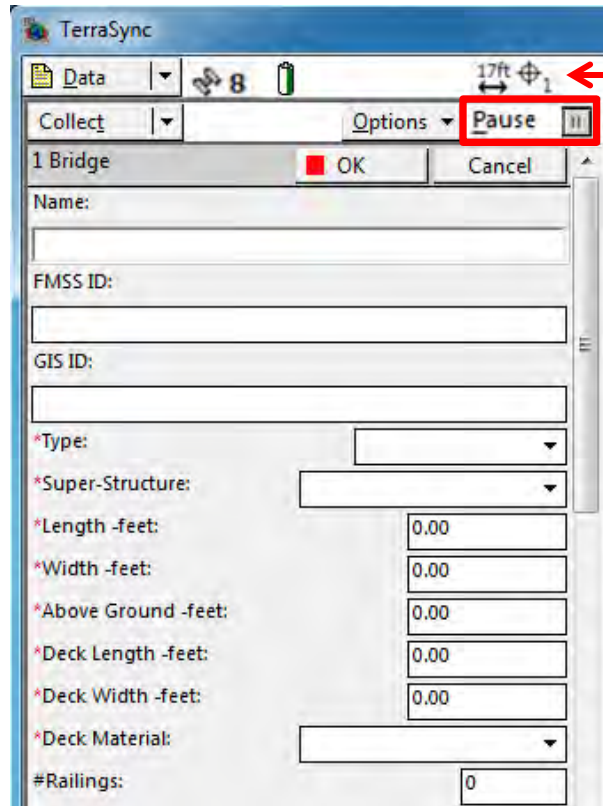 TerraSync
Data 8 17ft 1
Collect Options Pause
1 Bridge OK Cancel
Name:
FMSS ID:
GIS ID:
*Type:
*Super-Structure:
*Length -feet: 0.00
*Width -feet: 0.00
*Above Ground -feet: 0.00
*Deck Length -feet: 0.00
*Deck Width -feet: 0.00
*Deck Material:
#Railings: 0